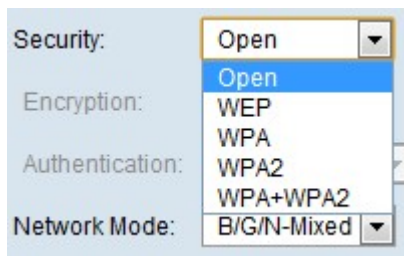 Security: Open
Open
Encryption: WEP
WPA
Authentication: WPA2
WPA+WPA2
Network Mode: B/G/N-Mixed